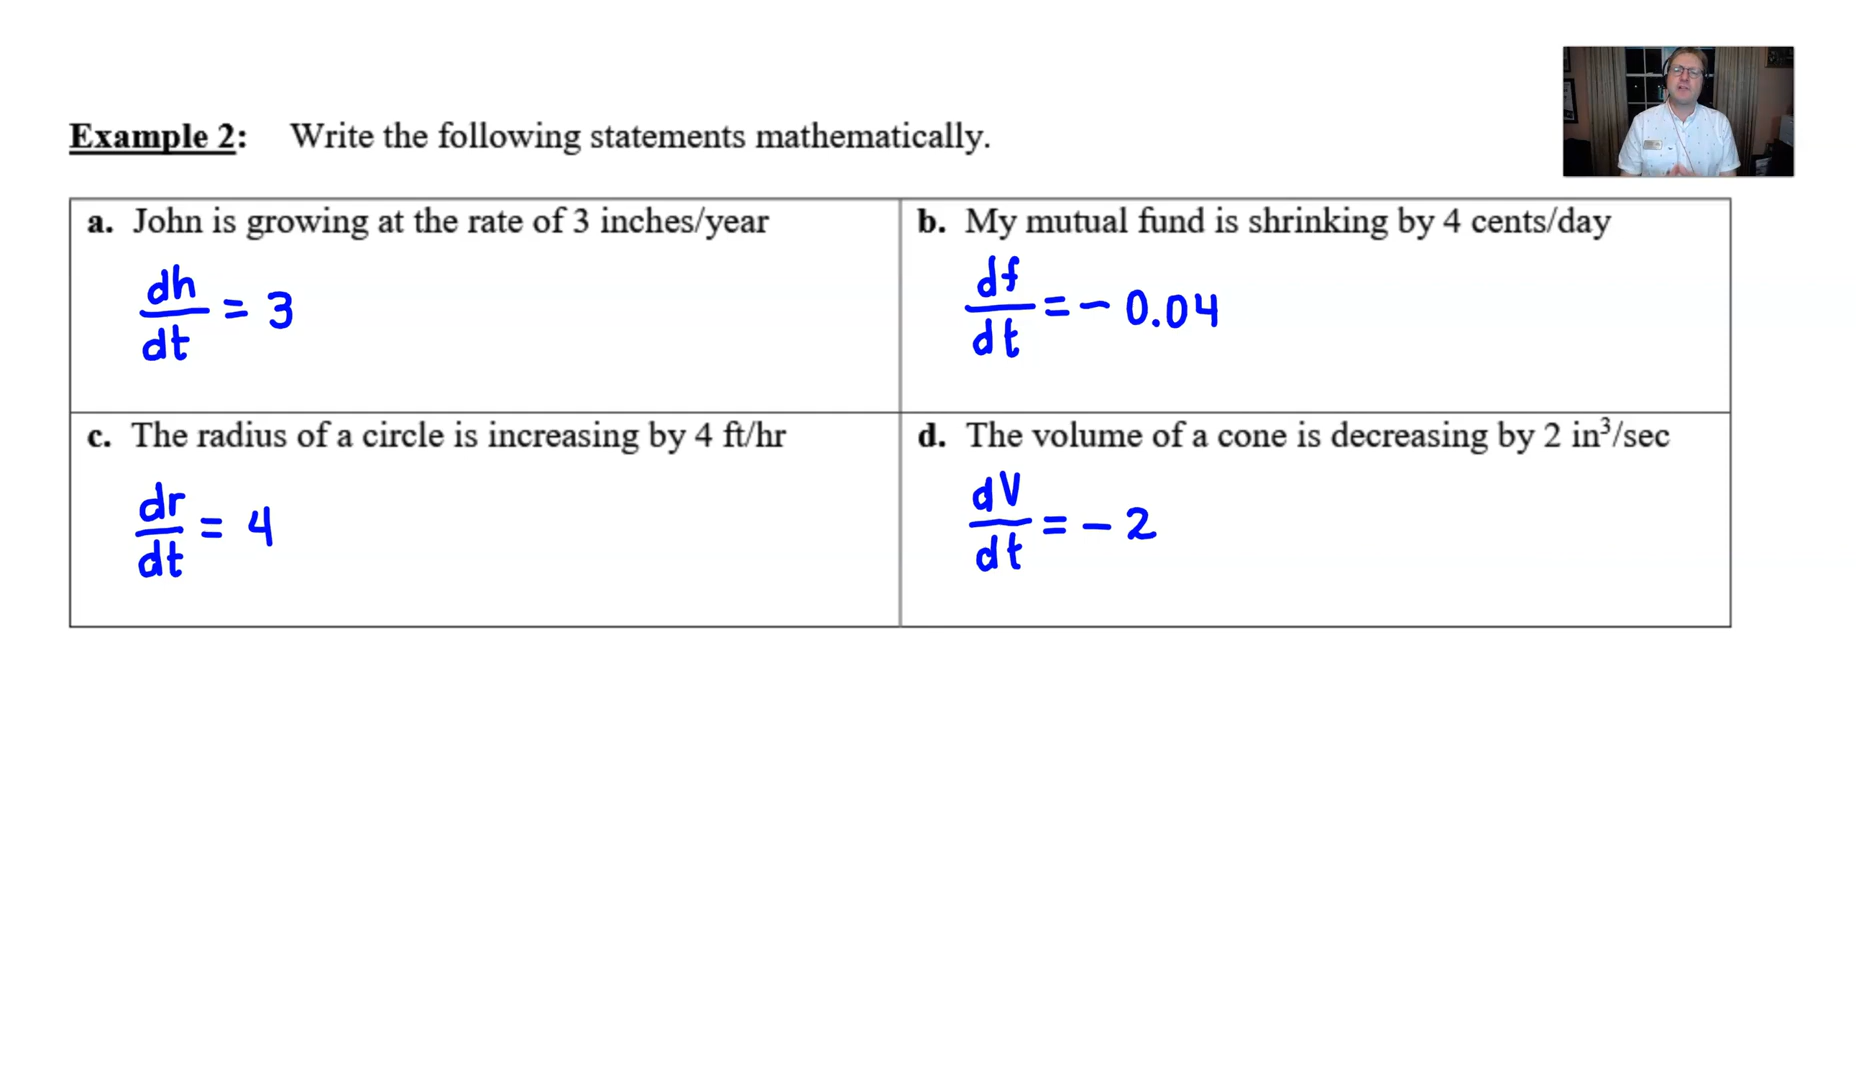 Example 2: Write the following statements mathematically.
a. John is growing at the rate of 3 inches/year
dh/dt = 3
b. My mutual fund is shrinking by 4 cents/day
df/dt = - 0.04
c. The radius of a circle is increasing by 4 ft/hr
dr/dt = 4
d. The volume of a cone is decreasing by 2 in³/sec
dV/dt = - 2